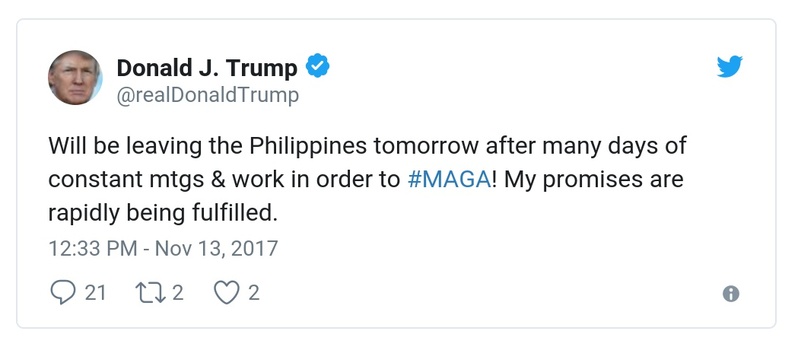 Donald J. Trump
@realDonaldTrump
Will be leaving the Philippines tomorrow after many days of
constant mtgs & work in order to #MAGA! My promises are
rapidly being fulfilled.
12:33 PM - Nov 13, 2017
21 2 2